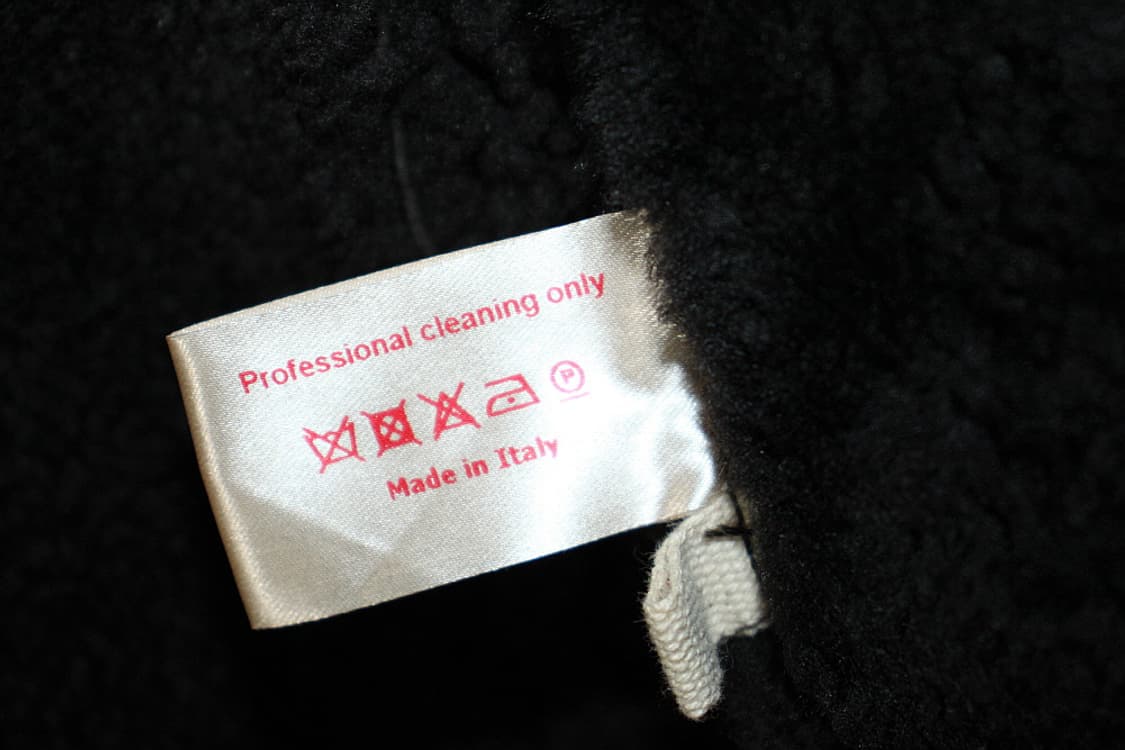 Professional cleaning only
P
Made in Italy